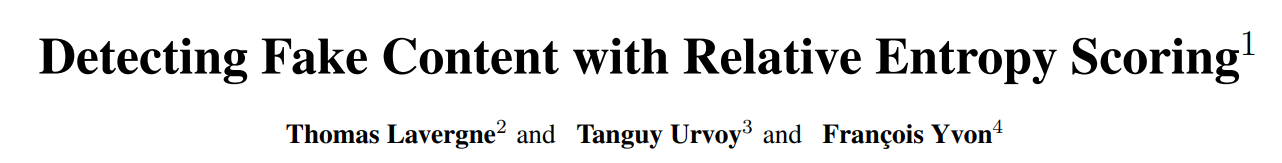 Detecting Fake Content with Relative Entropy Scoring¹
Thomas Lavergne² and Tanguy Urvoy³ and François Yvon⁴